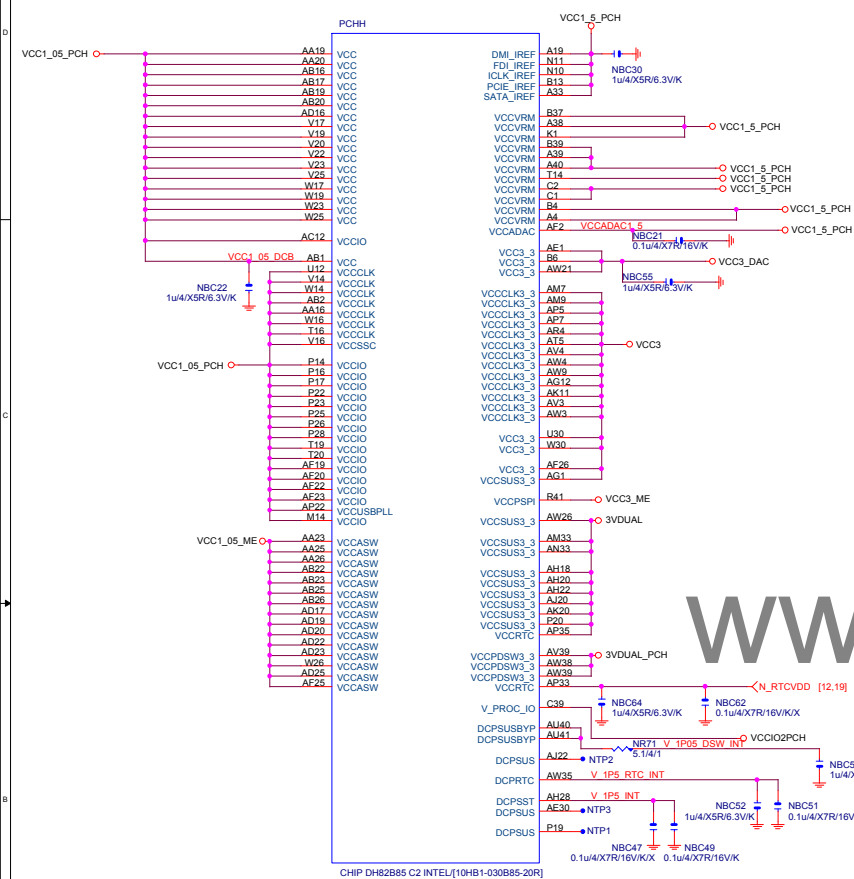 D
C
B
PCHH
VCC1_05_PCH
AA19 VCC
AA20 VCC
AB16 VCC
AB17 VCC
AB19 VCC
AB20 VCC
AD16 VCC
V17 VCC
V19 VCC
V20 VCC
V22 VCC
V23 VCC
V25 VCC
W17 VCC
W19 VCC
W23 VCC
W25 VCC
AC12 VCCIO
VCC1_05_DCB AB1 VCC
NBC22
1u/4/X5R/6.3V/K
U12 VCCCLK
V14 VCCCLK
W14 VCCCLK
AB2 VCCCLK
AA16 VCCCLK
W16 VCCCLK
T16 VCCCLK
V16 VCCSSC
VCC1_05_PCH
P14 VCCIO
P16 VCCIO
P17 VCCIO
P22 VCCIO
P23 VCCIO
P25 VCCIO
P26 VCCIO
P28 VCCIO
T19 VCCIO
T20 VCCIO
AF19 VCCIO
AF20 VCCIO
AF22 VCCIO
AF23 VCCIO
AP22 VCCUSBPLL
M14 VCCIO
VCC1_05_ME
AA23 VCCASW
AA25 VCCASW
AA26 VCCASW
AB22 VCCASW
AB23 VCCASW
AB25 VCCASW
AB26 VCCASW
AD17 VCCASW
AD19 VCCASW
AD20 VCCASW
AD22 VCCASW
AD23 VCCASW
W26 VCCASW
AD25 VCCASW
AF25 VCCASW
VCC1_5_PCH
DMI_IREF A19
FDI_IREF N11
ICLK_IREF N10
PCIE_IREF B13
SATA_IREF A33
NBC30
1u/4/X5R/6.3V/K
VCCVRM B37
VCCVRM A38
VCCVRM K1
VCC1_5_PCH
VCCVRM B39
VCCVRM A39
VCCVRM A40
VCC1_5_PCH
VCCVRM T14
VCC1_5_PCH
VCCVRM C2
VCC1_5_PCH
VCCVRM C1
VCCVRM B4
VCC1_5_PCH
VCCVRM A4
VCCADAC AF2 VCCADAC1_5
VCC1_5_PCH
NBC21
0.1u/4/X7R/16V/K
VCC3_3 AE1
VCC3_3 B6
VCC3_3 AW21
VCC3_DAC
NBC55
1u/4/X5R/6.3V/K
VCCCLK3_3 AM7
VCCCLK3_3 AM9
VCCCLK3_3 AP5
VCCCLK3_3 AP7
VCCCLK3_3 AR4
VCCCLK3_3 AT5
VCC3
VCCCLK3_3 AV4
VCCCLK3_3 AW4
VCCCLK3_3 AW9
VCCCLK3_3 AG12
VCCCLK3_3 AK11
VCCCLK3_3 AV3
VCCCLK3_3 AW3
VCC3_3 U30
VCC3_3 W30
VCC3_3 AF26
VCCSUS3_3 AG1
VCCPSPI R41 VCC3_ME
VCCSUS3_3 AW26 3VDUAL
VCCSUS3_3 AM33
VCCSUS3_3 AN33
VCCSUS3_3 AH18
VCCSUS3_3 AH20
VCCSUS3_3 AH22
VCCSUS3_3 AJ20
VCCSUS3_3 AK20
VCCSUS3_3 P20
VCCRTC AP35
VCCPDSW3_3 AV39 3VDUAL_PCH
VCCPDSW3_3 AW38
VCCPDSW3_3 AW39
VCCRTC AP33 N_RTCVDD [12,19]
NBC64
1u/4/X5R/6.3V/K
NBC62
0.1u/4/X7R/16V/K/X
V_PROC_IO C39
VCCIO2PCH
DCPSUSBYP AU40
DCPSUSBYP AU41
NR71 V_1P05_DSW_INT
5.1/4/1
NBC5
1u/4/X
DCPSUS AJ22 NTP2
DCPRTC AW35 V_1P5_RTC_INT
NBC52
1u/4/X5R/6.3V/K
NBC51
0.1u/4/X7R/16V
DCPSST AH28 V_1P5_INT
DCPSUS AE30 NTP3
DCPSUS P19 NTP1
NBC47
0.1u/4/X7R/16V/K/X
NBC49
0.1u/4/X7R/16V/K
CHIP DH82B85 C2 INTEL/[10HB1-030B85-20R]